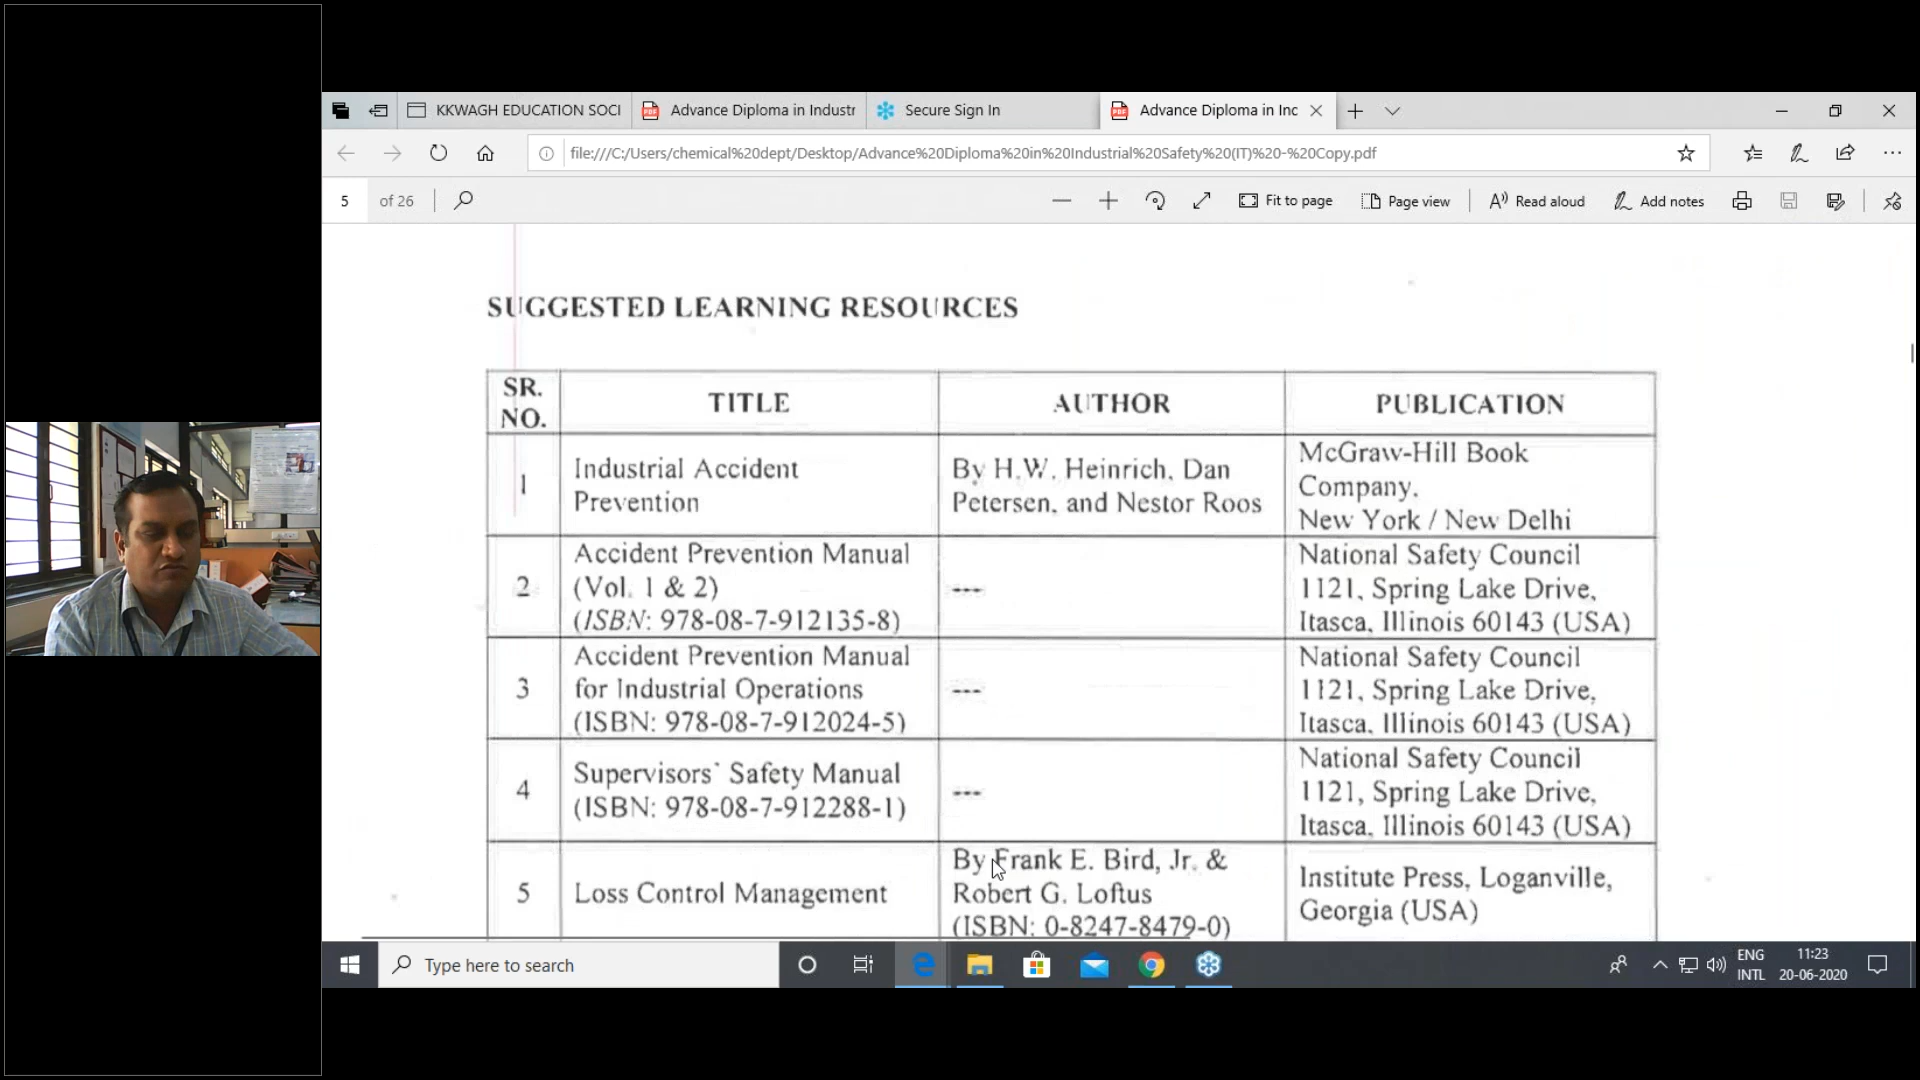 KKWAGH EDUCATION SOCI
Advance Diploma in Industr
Secure Sign In
Advance Diploma in Inc
file:///C:/Users/chemical%20dept/Desktop/Advance%20Diploma%20in%20Industrial%20Safety%20(IT)%20-%20Copy.pdf
5 of 26
Fit to page
Page view
Read aloud
Add notes
SUGGESTED LEARNING RESOURCES
SR.
NO.
TITLE
AUTHOR
PUBLICATION
1
Industrial Accident
Prevention
By H.W. Heinrich, Dan
Petersen, and Nestor Roos
McGraw-Hill Book
Company,
New York / New Delhi
2
Accident Prevention Manual
(Vol. 1 & 2)
(ISBN: 978-08-7-912135-8)
---
National Safety Council
1121, Spring Lake Drive,
Itasca, Illinois 60143 (USA)
3
Accident Prevention Manual
for Industrial Operations
(ISBN: 978-08-7-912024-5)
---
National Safety Council
1121, Spring Lake Drive,
Itasca, Illinois 60143 (USA)
4
Supervisors' Safety Manual
(ISBN: 978-08-7-912288-1)
---
National Safety Council
1121, Spring Lake Drive,
Itasca, Illinois 60143 (USA)
5
Loss Control Management
By Frank E. Bird, Jr. &
Robert G. Loftus
(ISBN: 0-8247-8479-0)
Institute Press, Loganville,
Georgia (USA)
Type here to search
ENG
INTL
11:23
20-06-2020